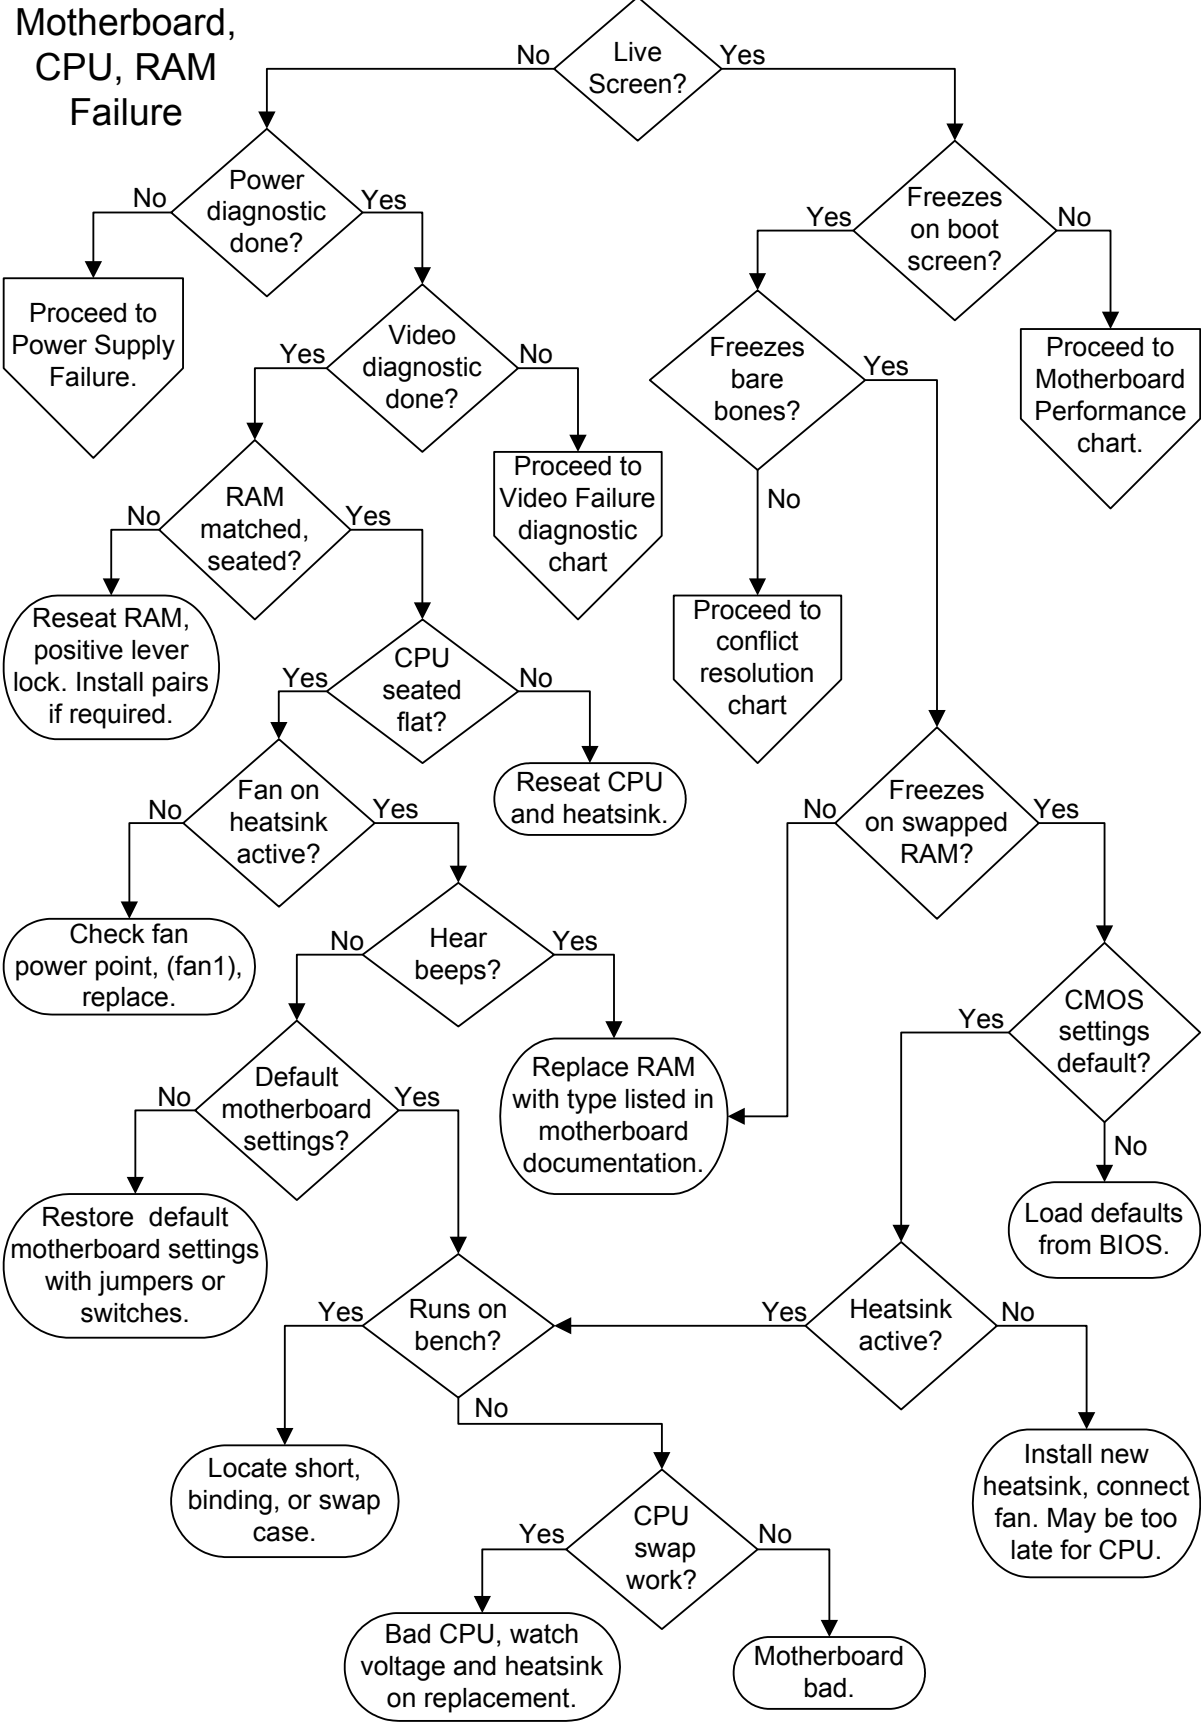 Motherboard,
CPU, RAM
Failure
Live
Screen?
No
Yes
Power
diagnostic
done?
No
Yes
Freezes
on boot
screen?
Yes
No
Proceed to
Power Supply
Failure.
Video
diagnostic
done?
Yes
No
Freezes
bare
bones?
Yes
No
Proceed to
Motherboard
Performance
chart.
RAM
matched,
seated?
No
Yes
Proceed to
Video Failure
diagnostic
chart
Reseat RAM,
positive lever
lock. Install pairs
if required.
CPU
seated
flat?
Yes
No
Proceed to
conflict
resolution
chart
Fan on
heatsink
active?
No
Yes
Reseat CPU
and heatsink.
Freezes
on swapped
RAM?
No
Yes
Check fan
power point, (fan1),
replace.
Hear
beeps?
No
Yes
CMOS
settings
default?
Yes
No
Default
motherboard
settings?
No
Yes
Replace RAM
with type listed in
motherboard
documentation.
Load defaults
from BIOS.
Restore default
motherboard settings
with jumpers or
switches.
Runs on
bench?
Yes
No
Heatsink
active?
Yes
No
Locate short,
binding, or swap
case.
CPU
swap
work?
Yes
No
Install new
heatsink, connect
fan. May be too
late for CPU.
Bad CPU, watch
voltage and heatsink
on replacement.
Motherboard
bad.